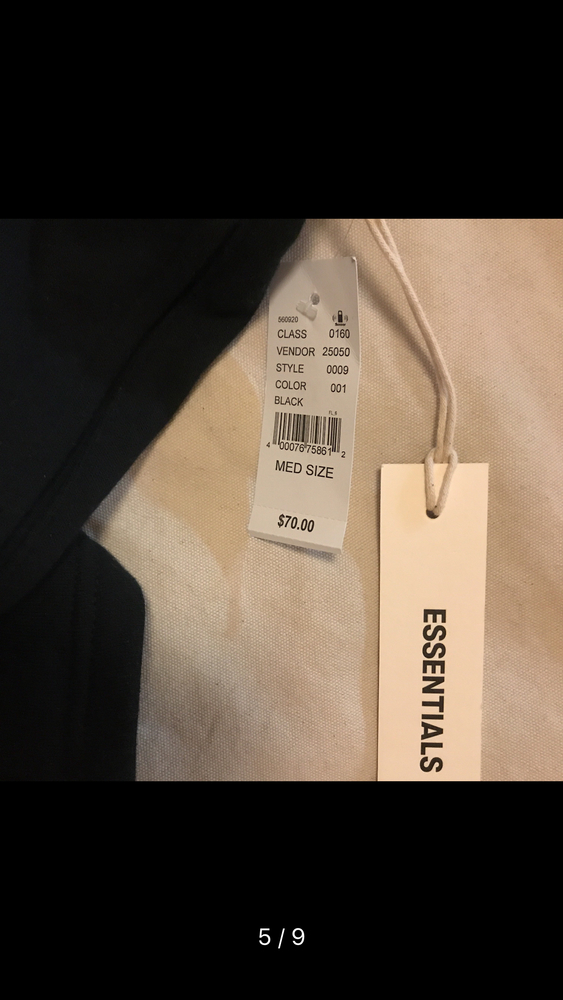 560920
CLASS 0160
VENDOR 25050
STYLE 0009
COLOR 001
BLACK
4 00076 75861 2
MED SIZE
$70.00
ESSENTIALS
5 / 9